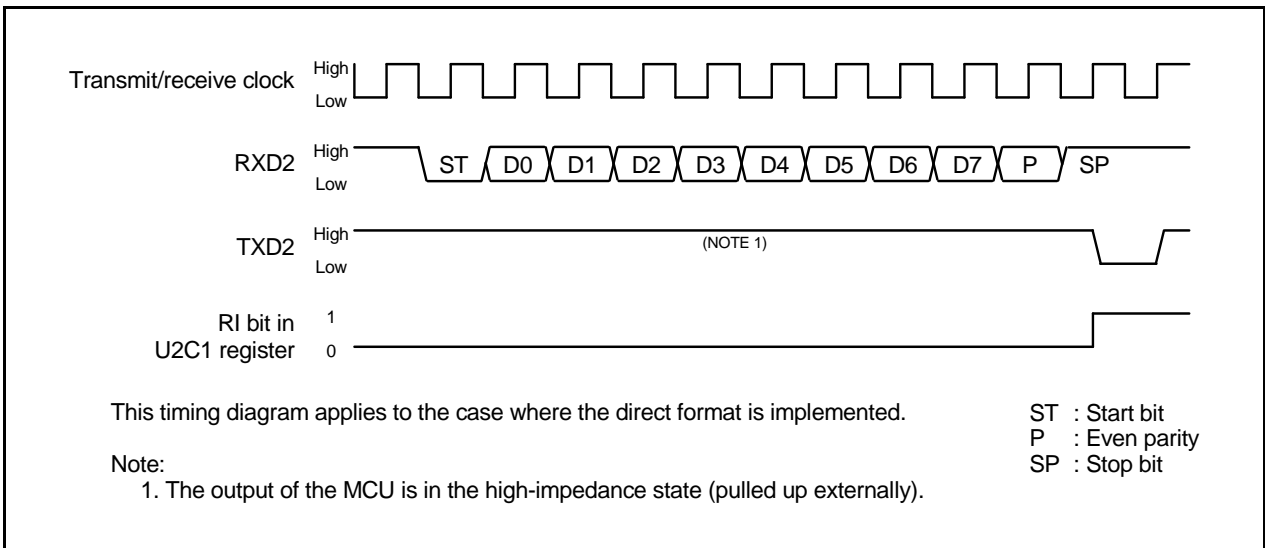 Transmit/receive clock
High
Low
RXD2
High
Low
ST D0 D1 D2 D3 D4 D5 D6 D7 P SP
TXD2
High
Low
(NOTE 1)
RI bit in
U2C1 register
1
0
This timing diagram applies to the case where the direct format is implemented.
Note:
1. The output of the MCU is in the high-impedance state (pulled up externally).
ST : Start bit
P : Even parity
SP : Stop bit